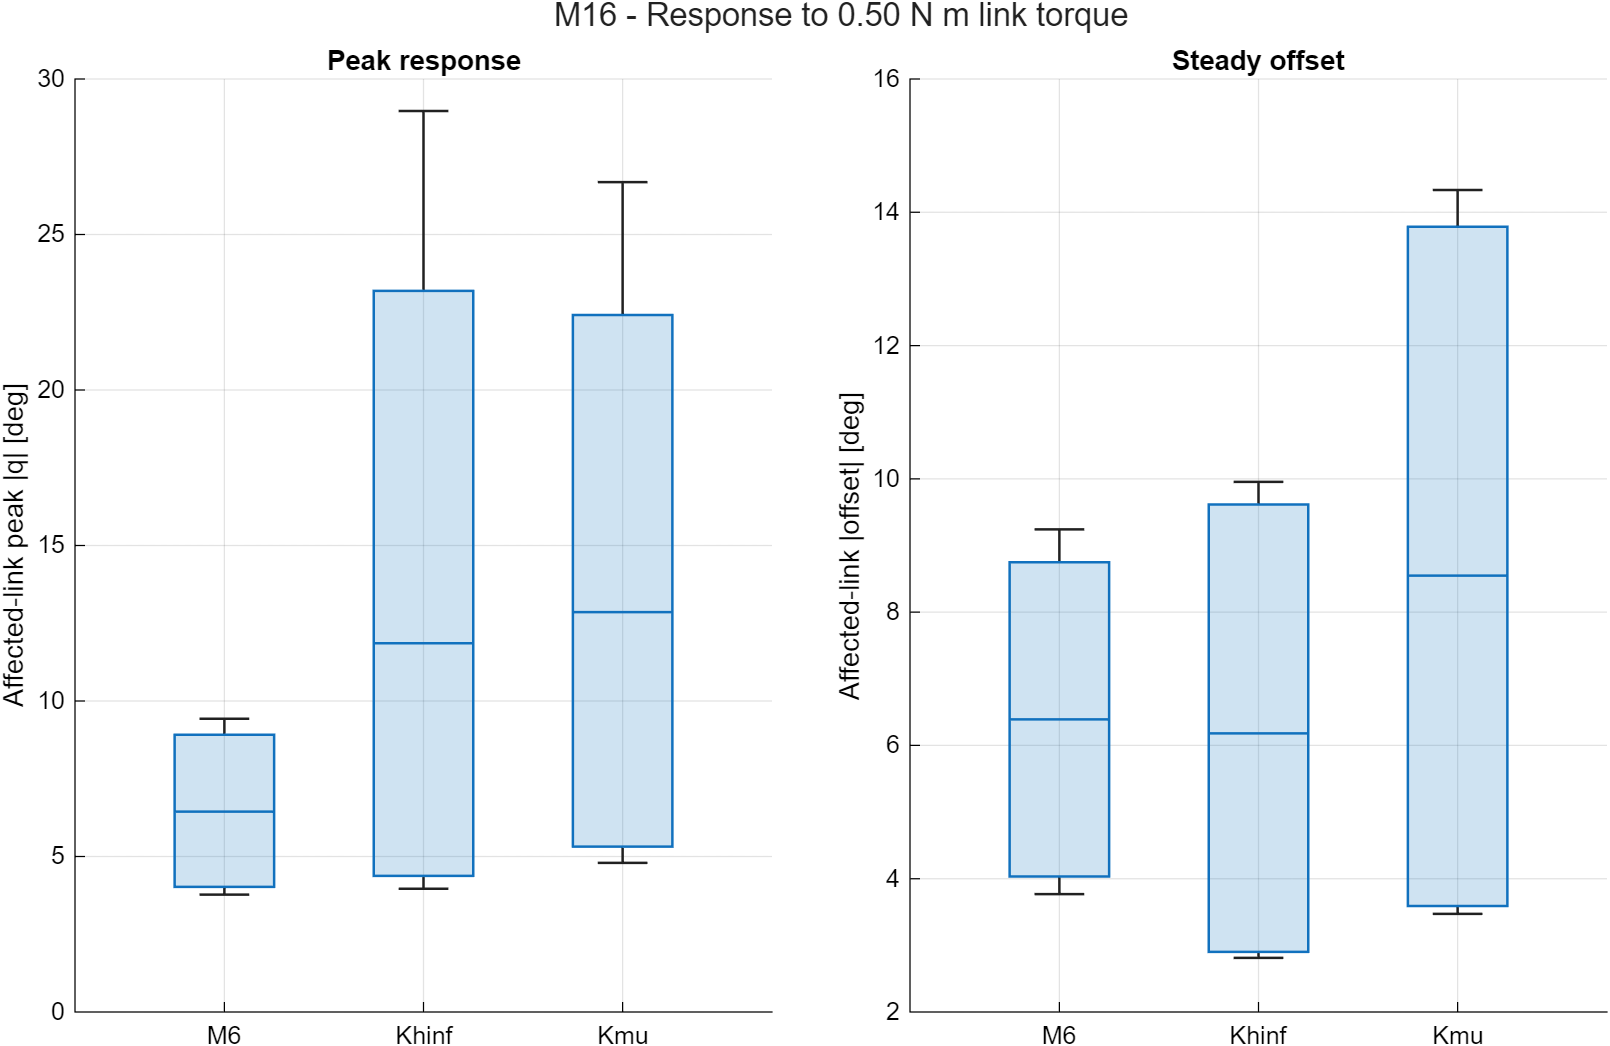 M16 - Response to 0.50 N m link torque
Peak response
Affected-link peak |q| [deg]
30
25
20
15
10
5
0
M6 Khinf Kmu
Steady offset
Affected-link |offset| [deg]
16
14
12
10
8
6
4
2
M6 Khinf Kmu